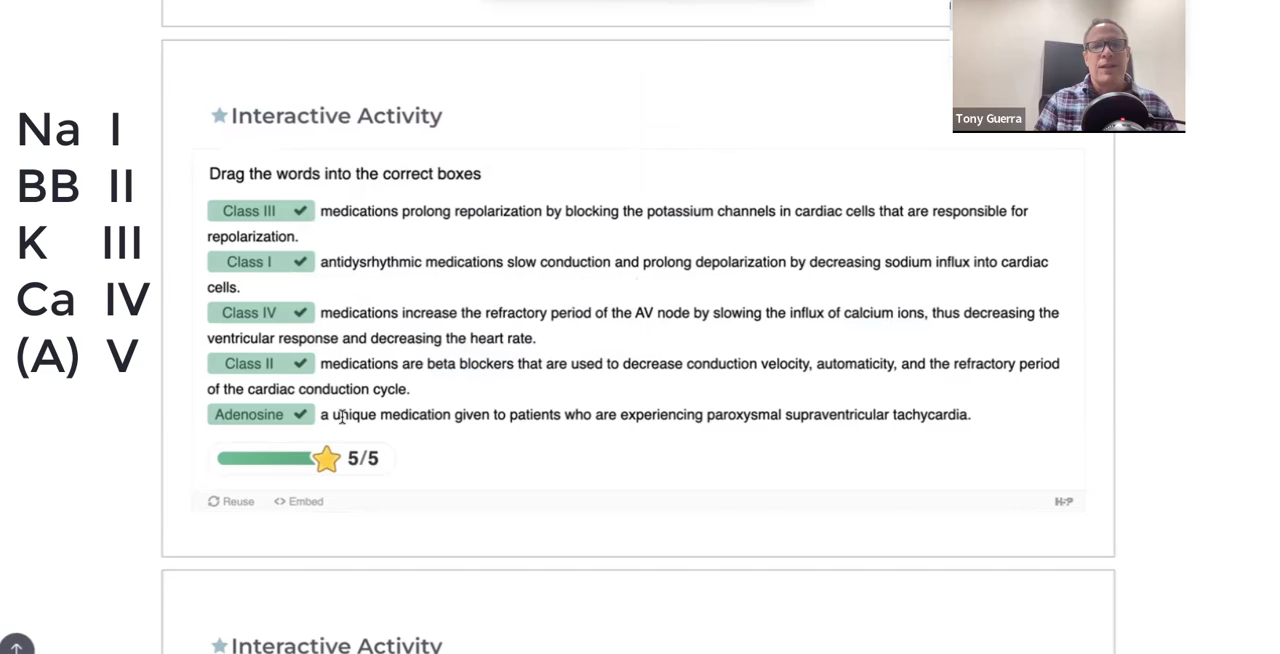 Na I
BB II
K III
Ca IV
(A) V
Tony Guerra
Interactive Activity
Drag the words into the correct boxes
Class III medications prolong repolarization by blocking the potassium channels in cardiac cells that are responsible for
repolarization.
Class I antidysrhythmic medications slow conduction and prolong depolarization by decreasing sodium influx into cardiac
cells.
Class IV medications increase the refractory period of the AV node by slowing the influx of calcium ions, thus decreasing the
ventricular response and decreasing the heart rate.
Class II medications are beta blockers that are used to decrease conduction velocity, automaticity, and the refractory period
of the cardiac conduction cycle.
Adenosine a unique medication given to patients who are experiencing paroxysmal supraventricular tachycardia.
5/5
Reuse <> Embed
H5P
Interactive Activity